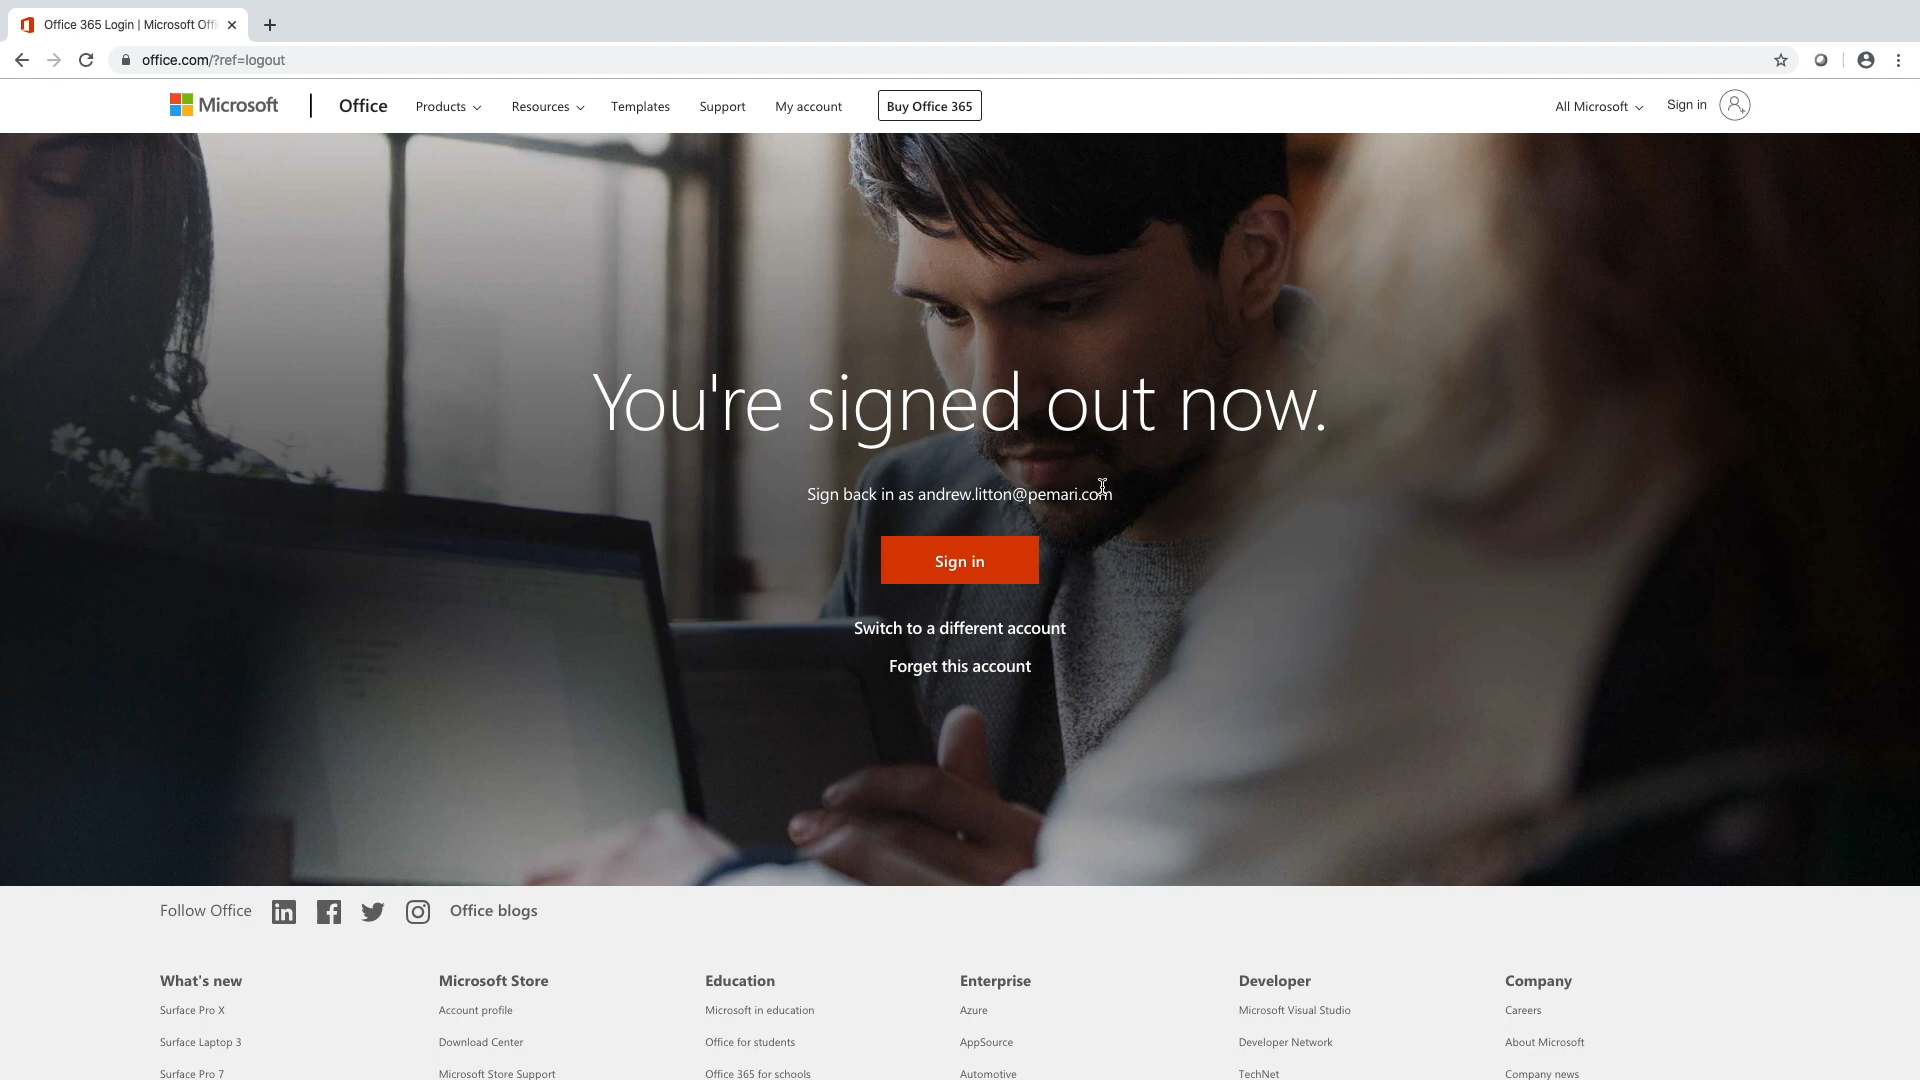 Office 365 Login | Microsoft Offi
office.com/?ref=logout
Microsoft
Office
Products
Resources
Templates
Support
My account
Buy Office 365
All Microsoft
Sign in
You're signed out now.
Sign back in as andrew.litton@pemari.com
Sign in
Switch to a different account
Forget this account
Follow Office
Office blogs
What's new
Surface Pro X
Surface Laptop 3
Surface Pro 7
Microsoft Store
Account profile
Download Center
Microsoft Store Support
Education
Microsoft in education
Office for students
Office 365 for schools
Enterprise
Azure
AppSource
Automotive
Developer
Microsoft Visual Studio
Developer Network
TechNet
Company
Careers
About Microsoft
Company news